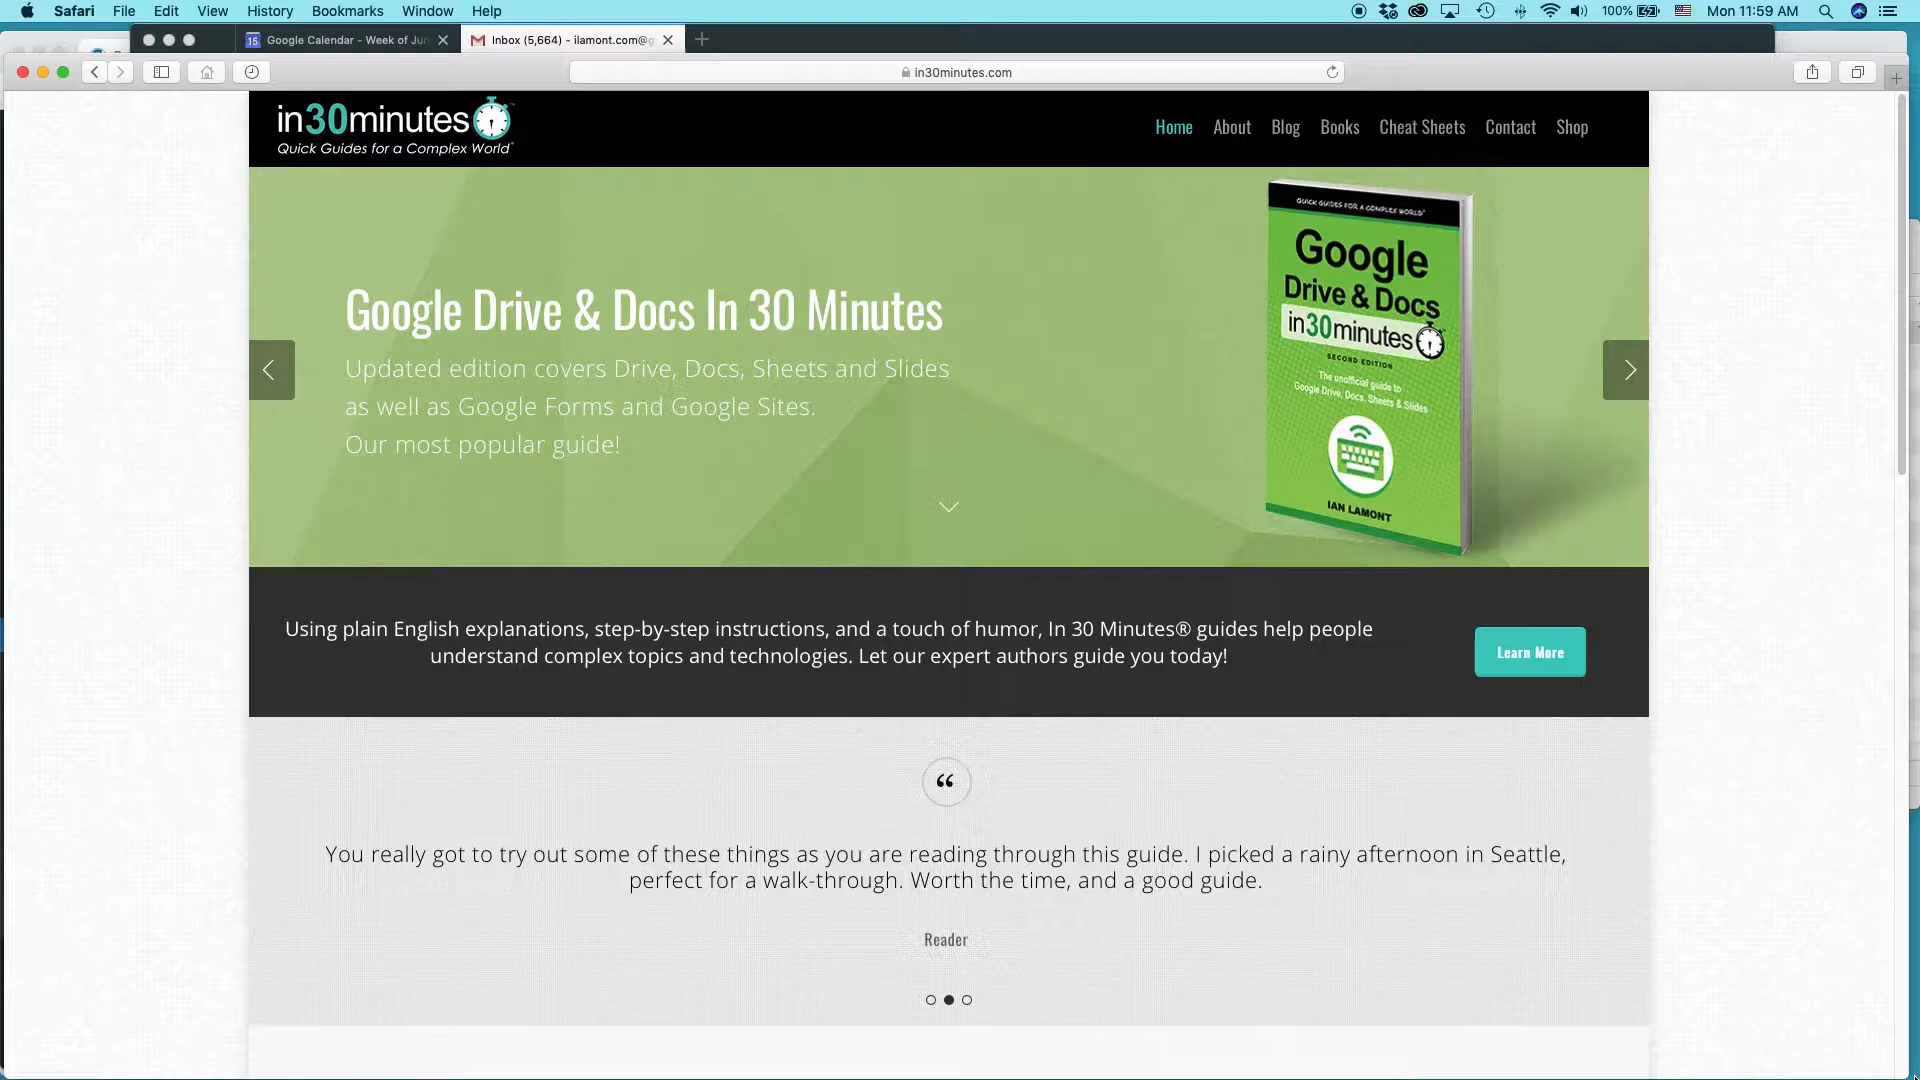 Safari File Edit View History Bookmarks Window Help 100% Mon 11:59 AM
15 Google Calendar - Week of Jun
Inbox (5,664) - ilamont.com@g
in30minutes.com
in30minutes
Quick Guides for a Complex World®
Home About Blog Books Cheat Sheets Contact Shop
Google Drive & Docs In 30 Minutes
Updated edition covers Drive, Docs, Sheets and Slides
as well as Google Forms and Google Sites.
Our most popular guide!
QUICK GUIDES FOR A COMPLEX WORLD®
Google
Drive & Docs
in30minutes
SECOND EDITION
The unofficial guide to
Google Drive, Docs, Sheets & Slides
IAN LAMONT
Using plain English explanations, step-by-step instructions, and a touch of humor, In 30 Minutes® guides help people
understand complex topics and technologies. Let our expert authors guide you today!
Learn More
“
You really got to try out some of these things as you are reading through this guide. I picked a rainy afternoon in Seattle,
perfect for a walk-through. Worth the time, and a good guide.
Reader